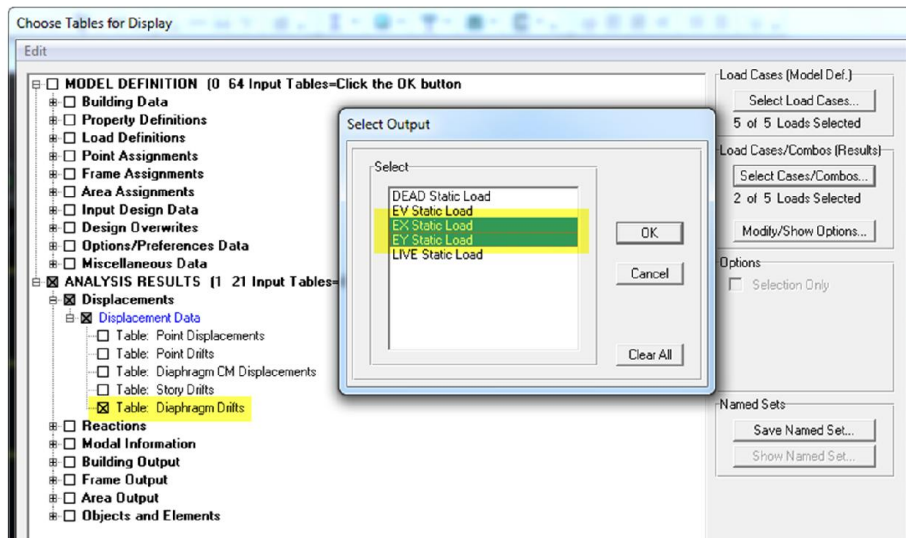 Choose Tables for Display
Edit
MODEL DEFINITION (0 64 Input Tables=Click the OK button
Building Data
Property Definitions
Load Definitions
Point Assignments
Frame Assignments
Area Assignments
Input Design Data
Design Overwrites
Options/Preferences Data
Miscellaneous Data
ANALYSIS RESULTS (1 21 Input Tables=
Displacements
Displacement Data
Table: Point Displacements
Table: Point Drifts
Table: Diaphragm CM Displacements
Table: Story Drifts
Table: Diaphragm Drifts
Reactions
Modal Information
Building Output
Frame Output
Area Output
Objects and Elements
Select Output
Select
DEAD Static Load
EV Static Load
EX Static Load
EY Static Load
LIVE Static Load
OK
Cancel
Clear All
Load Cases (Model Def.)
Select Load Cases...
5 of 5 Loads Selected
Load Cases/Combos (Results)
Select Cases/Combos...
2 of 5 Loads Selected
Modify/Show Options...
Options
Selection Only
Named Sets
Save Named Set...
Show Named Set...